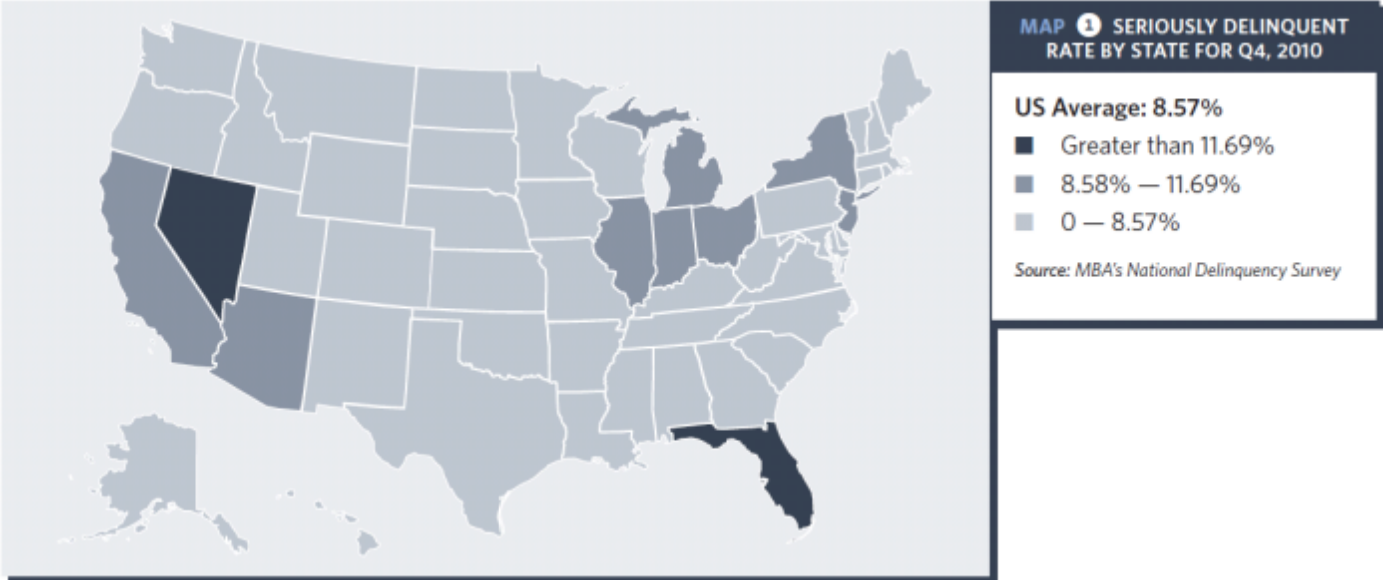 MAP 1 SERIOUSLY DELINQUENT
RATE BY STATE FOR Q4, 2010
US Average: 8.57%
Greater than 11.69%
8.58% — 11.69%
0 — 8.57%
Source: MBA's National Delinquency Survey